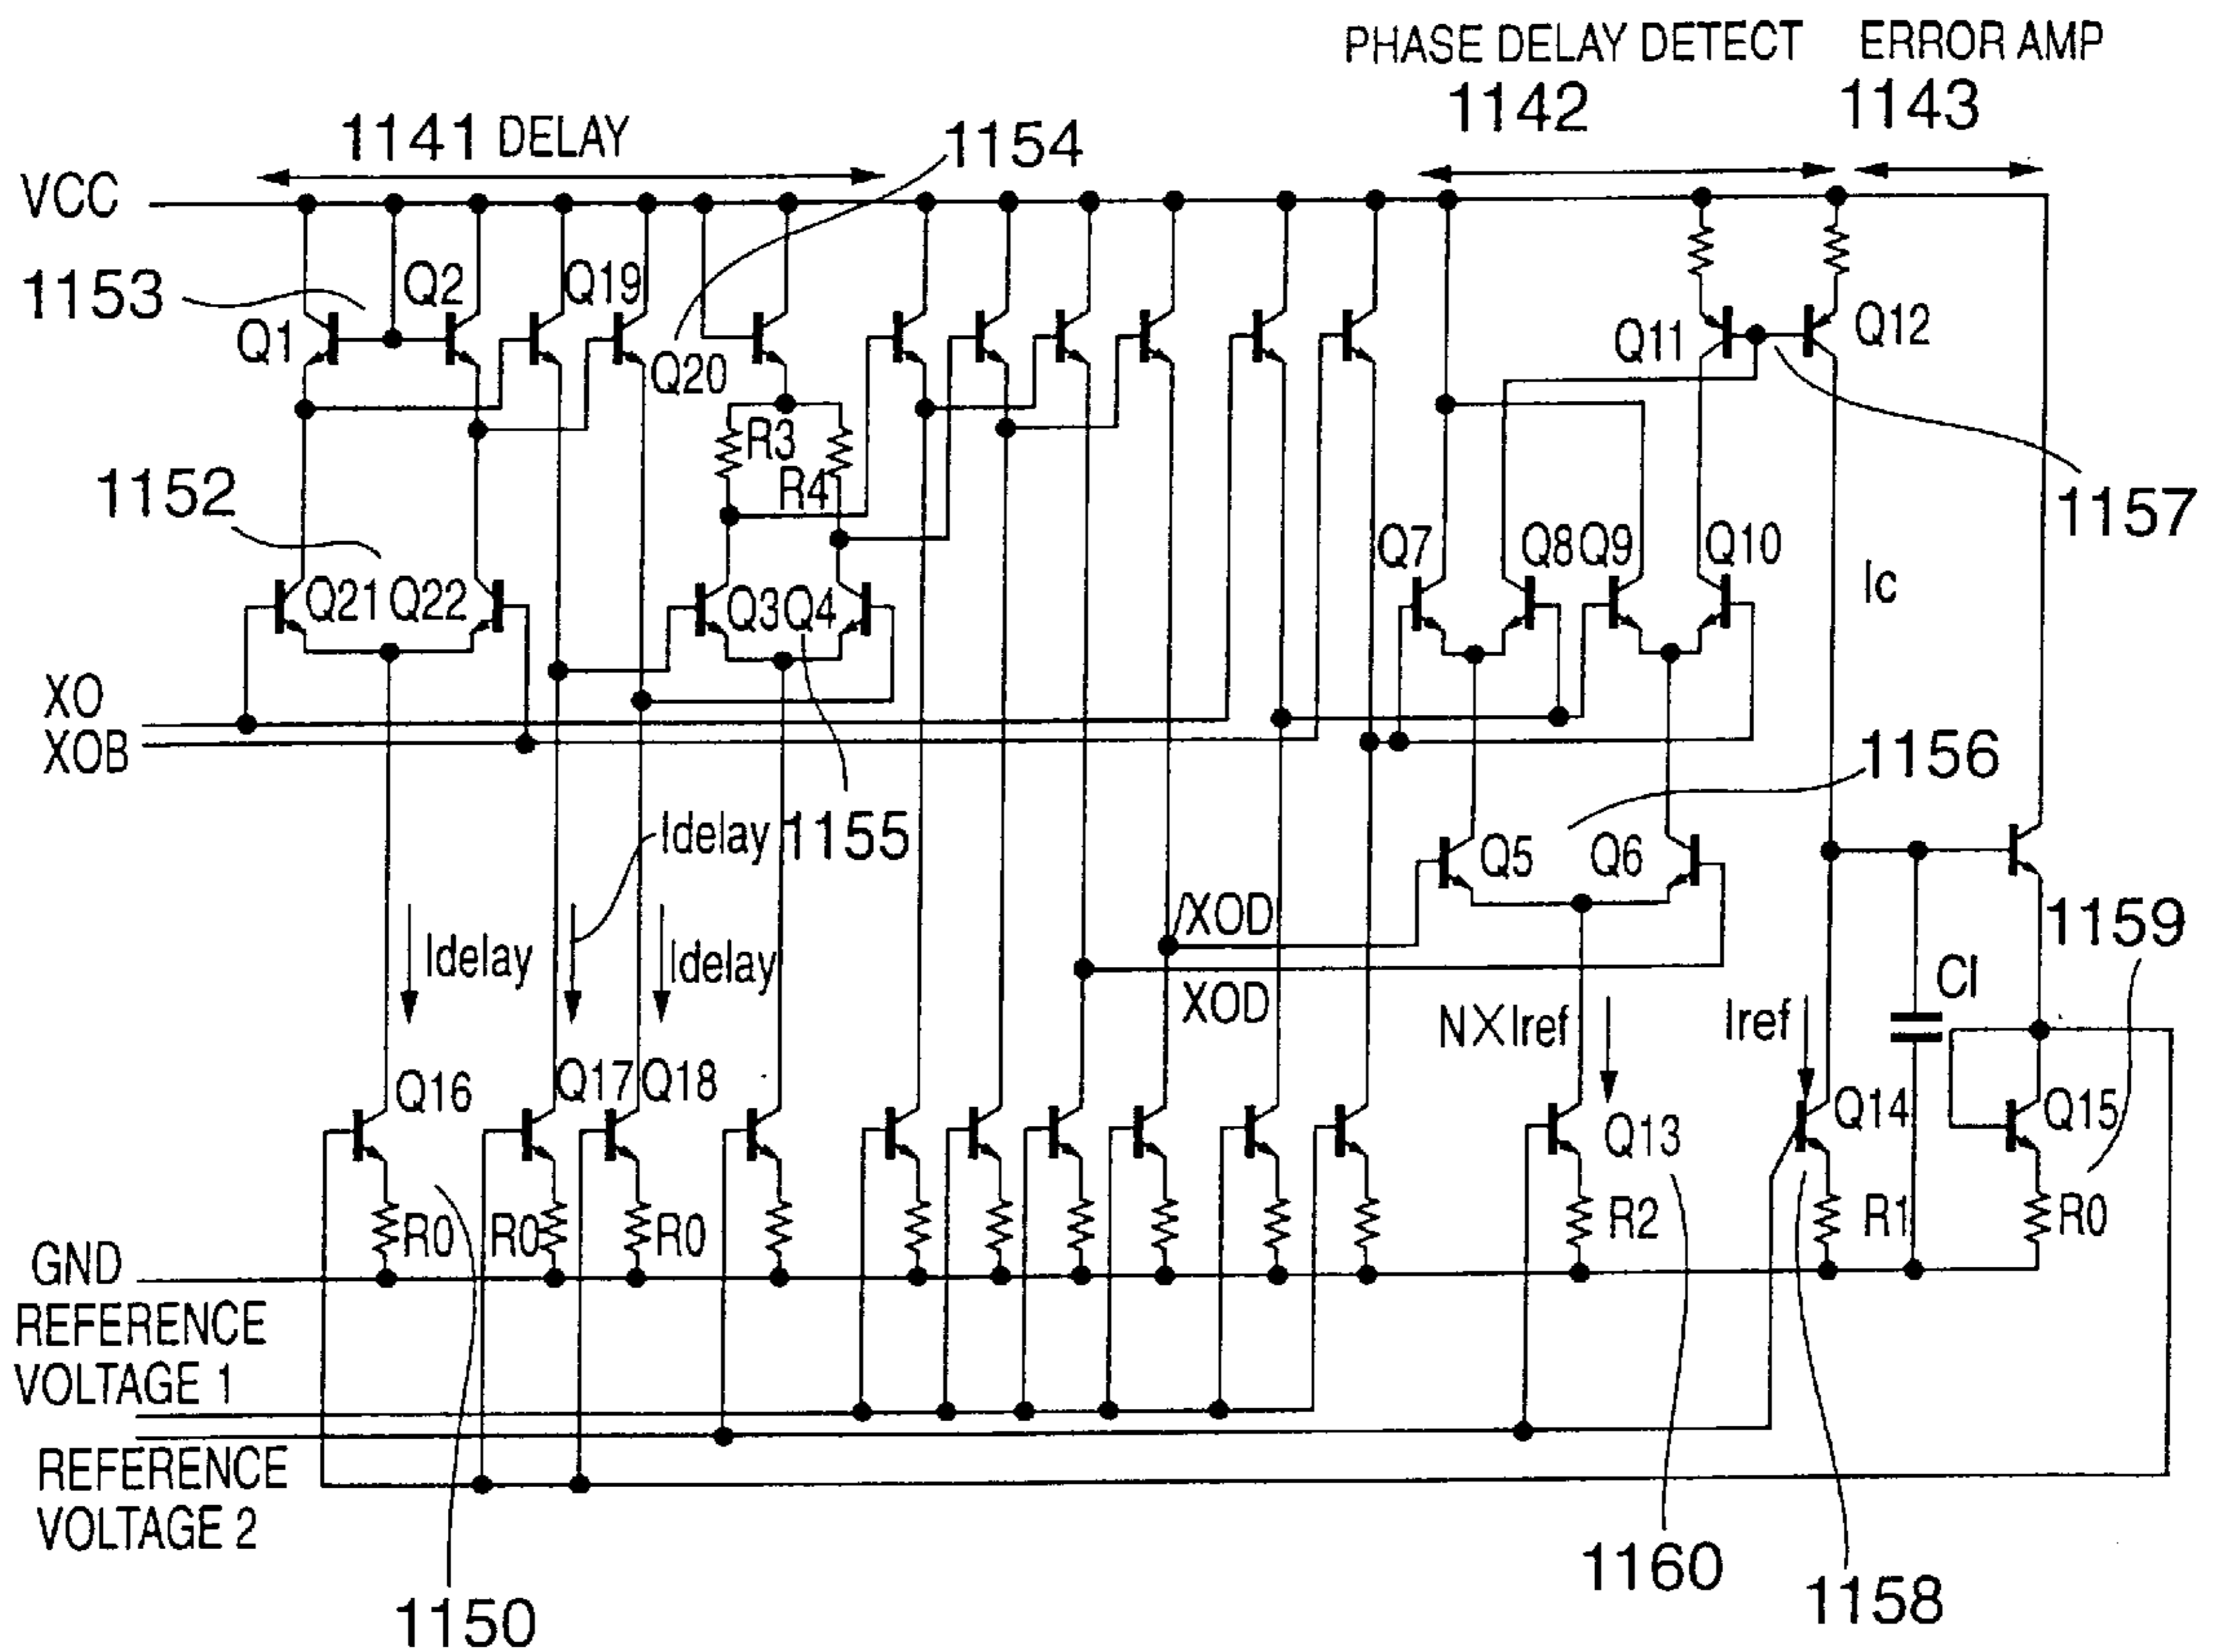 PHASE DELAY DETECT ERROR AMP
1142 1143
1141 DELAY 1154
VCC
1153 Q2 Q19
Q1 Q20 Q11 Q12
R3
R4
1152 1157
Q7 Q8 Q9 Q10
Ic
Q21 Q22 Q3 Q4
XO
XOB
1156
Idelay 1155
Q5 Q6
/XOD
1159
Idelay Idelay
CI
XOD
NXIref Iref
Q16 Q17 Q18
Q13 Q14 Q15
R0 R0 R0 R2 R1 R0
GND
REFERENCE
VOLTAGE 1
REFERENCE
VOLTAGE 2
1160
1158
1150